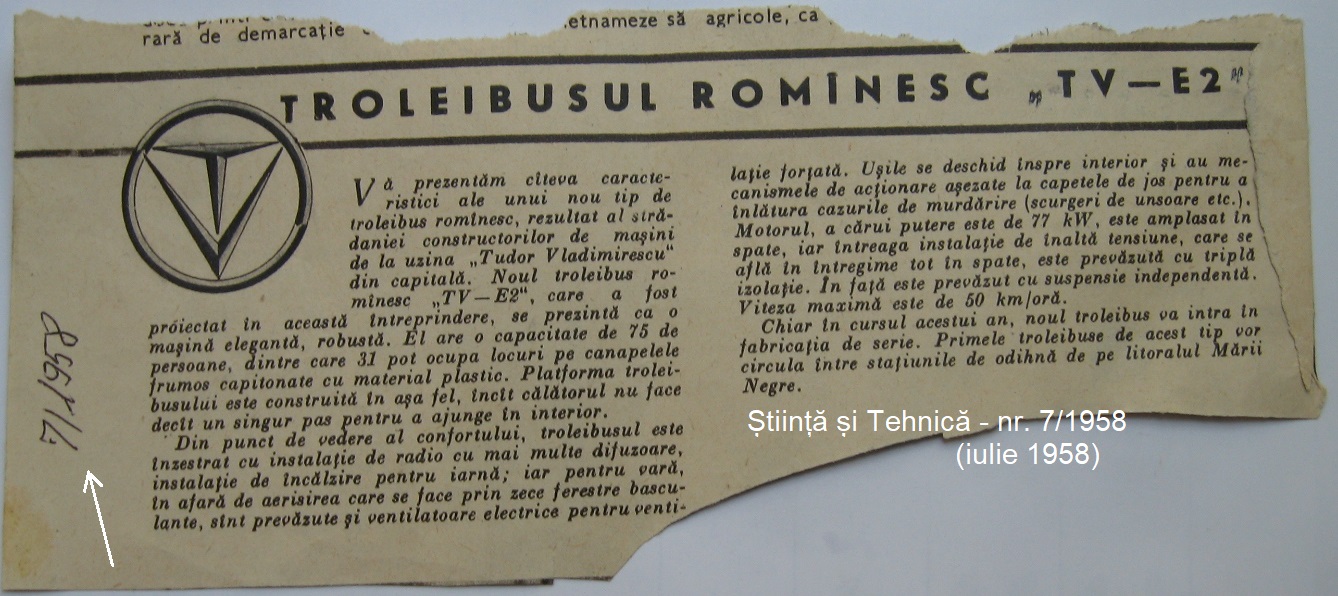 rară de demarcație
etnameze să agricole, ca
TROLEIBUSUL ROMÎNESC „TV—E2”
TV
Vă prezentăm cîteva caracte-
ristici ale unui nou tip de
troleibus romînesc, rezultat al stră-
daniei constructorilor de mașini
de la uzina „Tudor Vladimirescu“
din capitală. Noul troleibus ro-
mînesc „TV—E2“, care a fost
proiectat în această întreprindere, se prezintă ca o
mașină elegantă, robustă. El are o capacitate de 75 de
persoane, dintre care 31 pot ocupa locuri pe canapelele
frumos capitonate cu material plastic. Platforma trolei-
busului este construită în așa fel, încît călătorul nu face
decît un singur pas pentru a ajunge în interior.
Din punct de vedere al confortului, troleibusul este
înzestrat cu instalație de radio cu mai multe difuzoare,
instalație de încălzire pentru iarnă; iar pentru vară,
în afară de aerisirea care se face prin zece ferestre bascu-
lante, sînt prevăzute și ventilatoare electrice pentru venti-
lație forțată. Ușile se deschid înspre interior și au me-
canismele de acționare așezate la capetele de jos pentru a
înlătura cazurile de murdărire (scurgeri de unsoare etc.).
Motorul, a cărui putere este de 77 kW, este amplasat în
spate, iar întreaga instalație de înaltă tensiune, care se
află în întregime tot în spate, este prevăzută cu triplă
izolație. În față este prevăzut cu suspensie independentă.
Viteza maximă este de 50 km/oră.
Chiar în cursul acestui an, noul troleibus va intra în
fabricația de serie. Primele troleibuse de acest tip vor
circula între stațiunile de odihnă de pe litoralul Mării
Negre.
7/1958
Știință și Tehnică - nr. 7/1958
(iulie 1958)